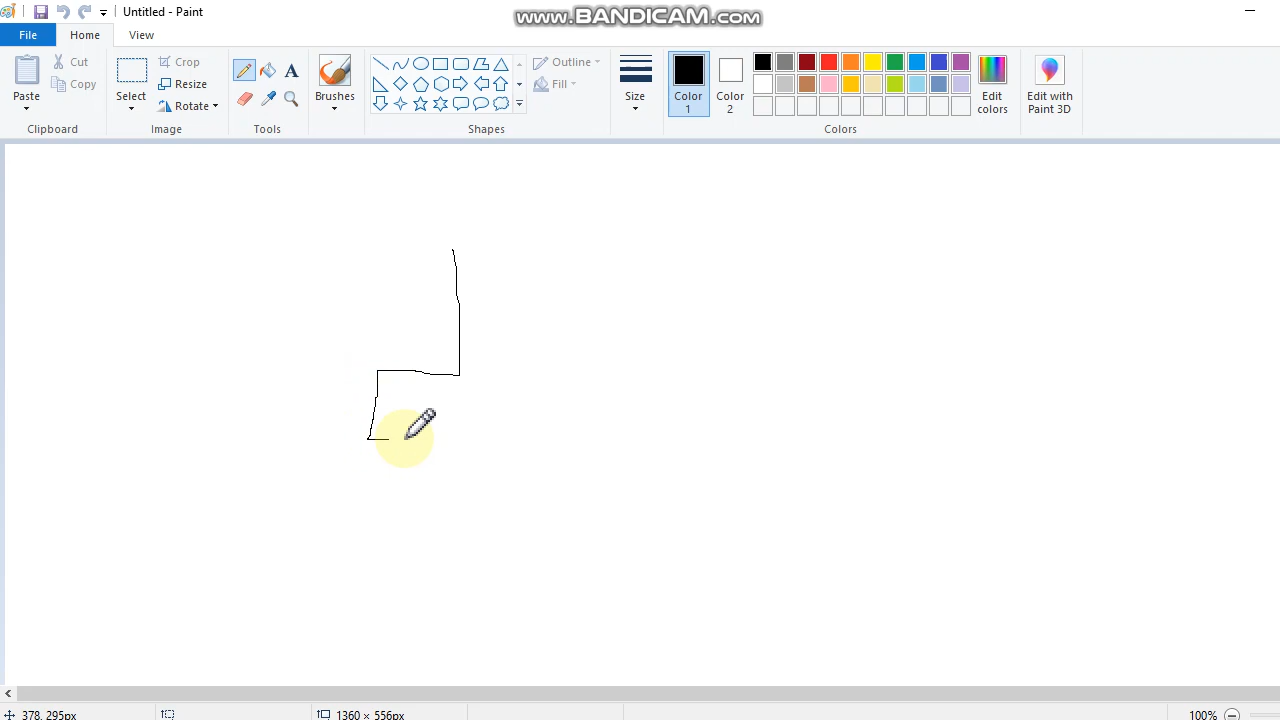 Untitled - Paint
www.BANDICAM.com
File Home View
Paste
Cut
Copy
Clipboard
Select
Crop
Resize
Rotate
Image
Tools
Brushes
Shapes
Outline
Fill
Size
Color 1
Color 2
Edit colors
Colors
Edit with Paint 3D
378, 295px
1360 × 556px
100%